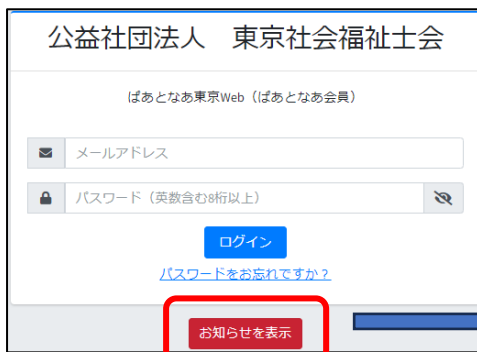 公益社団法人　東京社会福祉士会
ぱあとなあ東京Web（ぱあとなあ会員）
メールアドレス
パスワード（英数含む8桁以上）
ログイン
パスワードをお忘れですか？
お知らせを表示